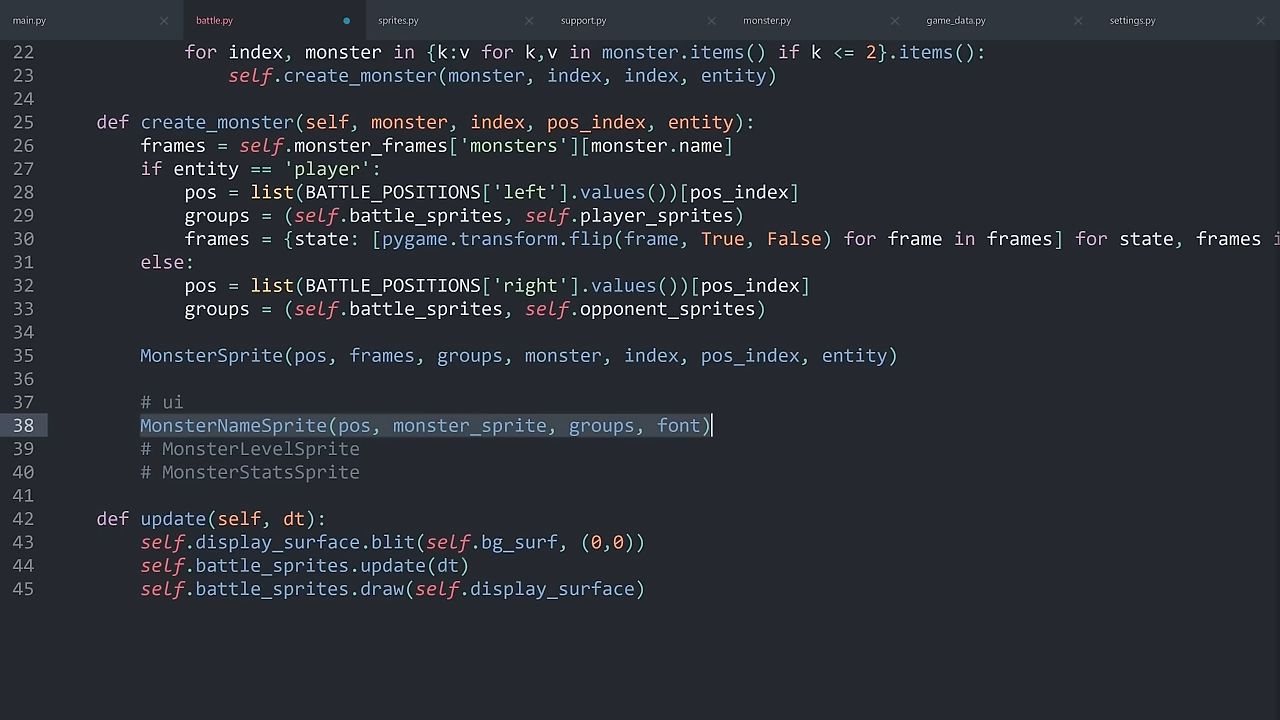 main.py battle.py sprites.py support.py monster.py game_data.py settings.py
22 for index, monster in {k:v for k,v in monster.items() if k <= 2}.items():
23 self.create_monster(monster, index, index, entity)
24
25 def create_monster(self, monster, index, pos_index, entity):
26 frames = self.monster_frames['monsters'][monster.name]
27 if entity == 'player':
28 pos = list(BATTLE_POSITIONS['left'].values())[pos_index]
29 groups = (self.battle_sprites, self.player_sprites)
30 frames = {state: [pygame.transform.flip(frame, True, False) for frame in frames] for state, frames i
31 else:
32 pos = list(BATTLE_POSITIONS['right'].values())[pos_index]
33 groups = (self.battle_sprites, self.opponent_sprites)
34
35 MonsterSprite(pos, frames, groups, monster, index, pos_index, entity)
36
37 # ui
38 MonsterNameSprite(pos, monster_sprite, groups, font)
39 # MonsterLevelSprite
40 # MonsterStatsSprite
41
42 def update(self, dt):
43 self.display_surface.blit(self.bg_surf, (0,0))
44 self.battle_sprites.update(dt)
45 self.battle_sprites.draw(self.display_surface)